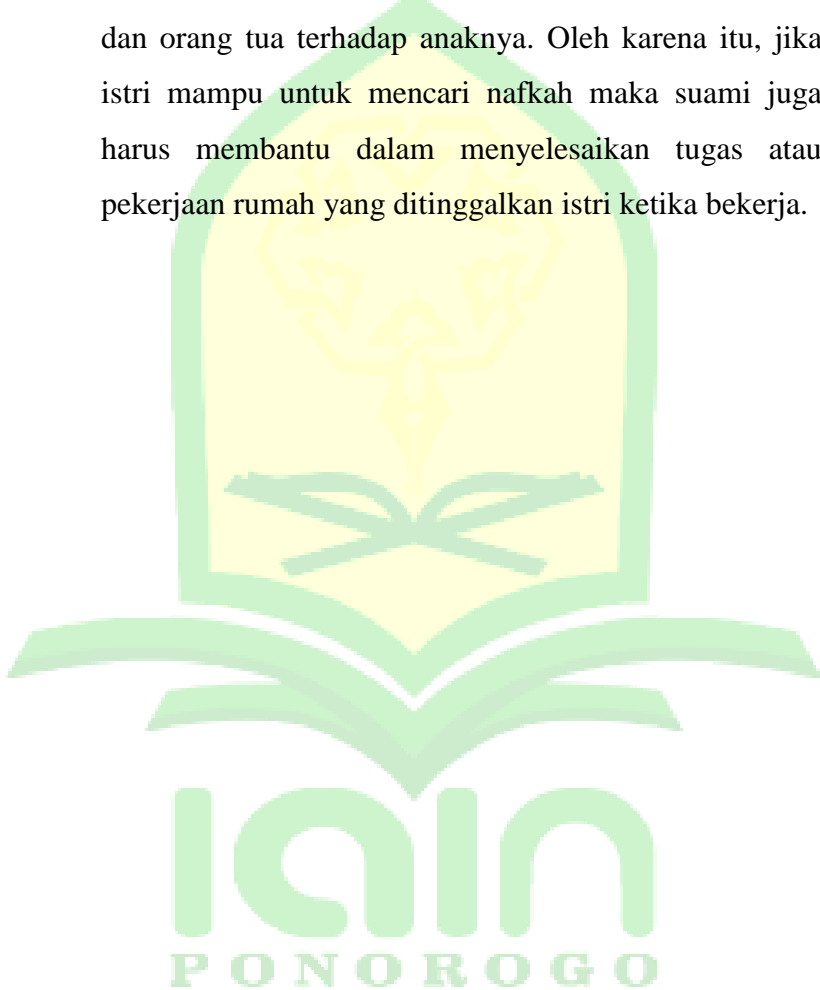 dan orang tua terhadap anaknya. Oleh karena itu, jika
istri mampu untuk mencari nafkah maka suami juga
harus membantu dalam menyelesaikan tugas atau
pekerjaan rumah yang ditinggalkan istri ketika bekerja.
iain
PONOROGO